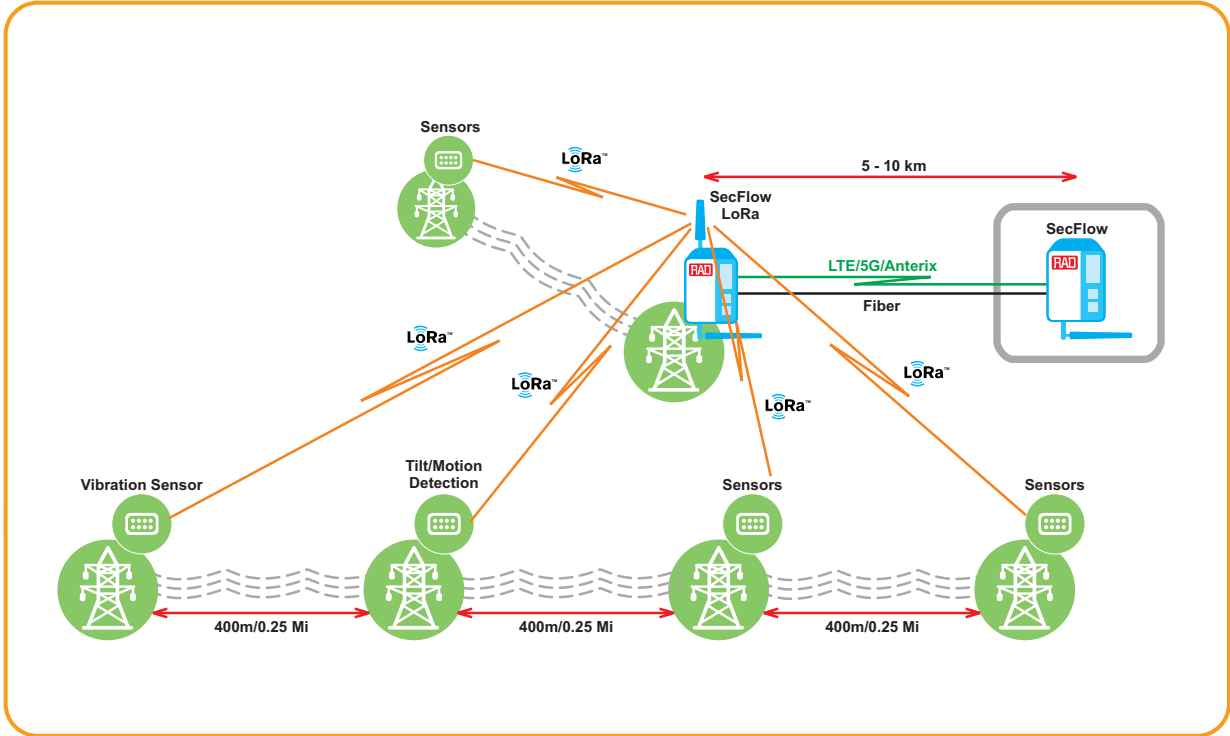 Sensors
LoRa™
5 - 10 km
SecFlow
LoRa
SecFlow
RAD
RAD
LTE/5G/Anterix
Fiber
LoRa™
LoRa™
LoRa™
LoRa™
Vibration Sensor
Tilt/Motion
Detection
Sensors
Sensors
400m/0.25 Mi
400m/0.25 Mi
400m/0.25 Mi